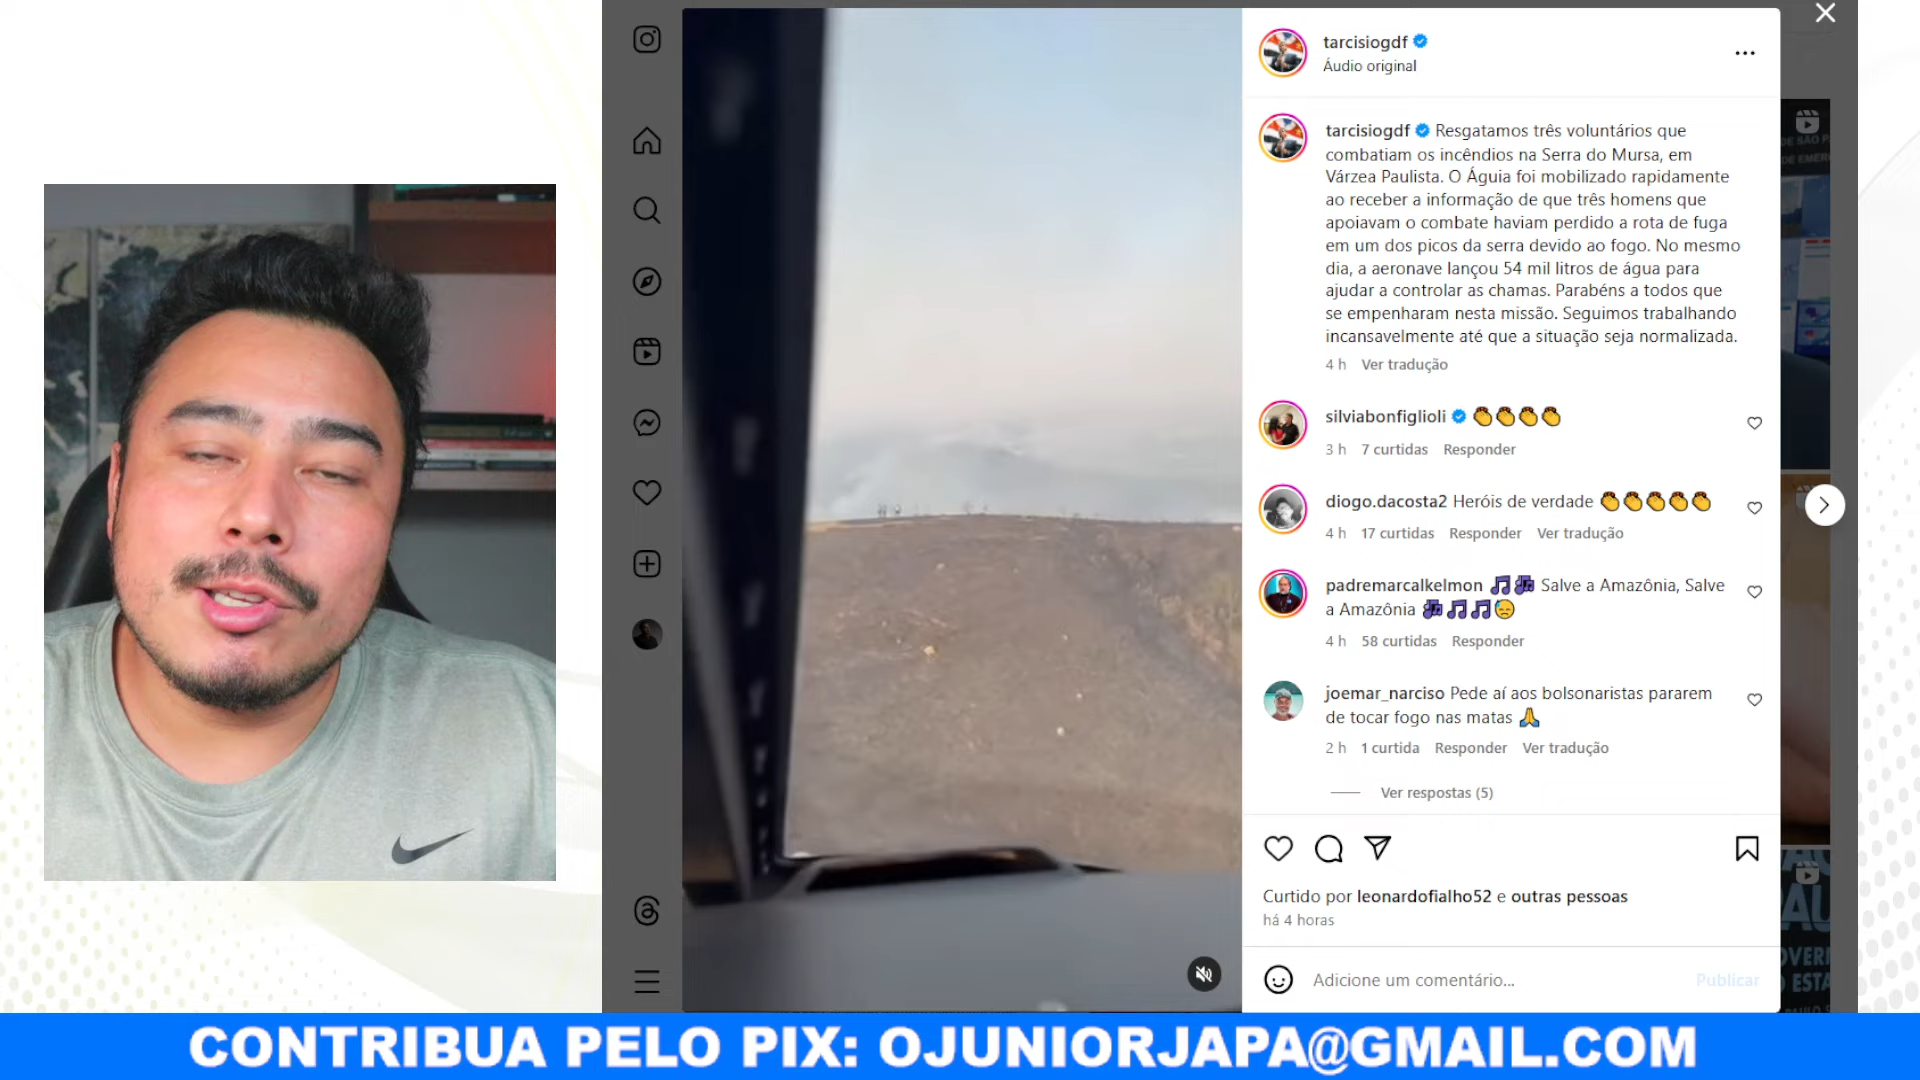 tarcisiogdf
Áudio original
tarcisiogdf Resgatamos três voluntários que
combatiam os incêndios na Serra do Mursa, em
Várzea Paulista. O Águia foi mobilizado rapidamente
ao receber a informação de que três homens que
apoiavam o combate haviam perdido a rota de fuga
em um dos picos da serra devido ao fogo. No mesmo
dia, a aeronave lançou 54 mil litros de água para
ajudar a controlar as chamas. Parabéns a todos que
se empenharam nesta missão. Seguimos trabalhando
incansavelmente até que a situação seja normalizada.
4 h Ver tradução
silviabonfiglioli 👏👏👏👏
3 h 7 curtidas Responder
diogo.dacosta2 Heróis de verdade 👏👏👏👏👏
4 h 17 curtidas Responder Ver tradução
padremarcalkelmon 🎵🎶 Salve a Amazônia, Salve
a Amazônia 🎶🎵🎵😓
4 h 58 curtidas Responder
joemar_narciso Pede aí aos bolsonaristas pararem
de tocar fogo nas matas 🙏
2 h 1 curtida Responder Ver tradução
Ver respostas (5)
Curtido por leonardofialho52 e outras pessoas
há 4 horas
Adicione um comentário... Publicar
CONTRIBUA PELO PIX: OJUNIORJAPA@GMAIL.COM